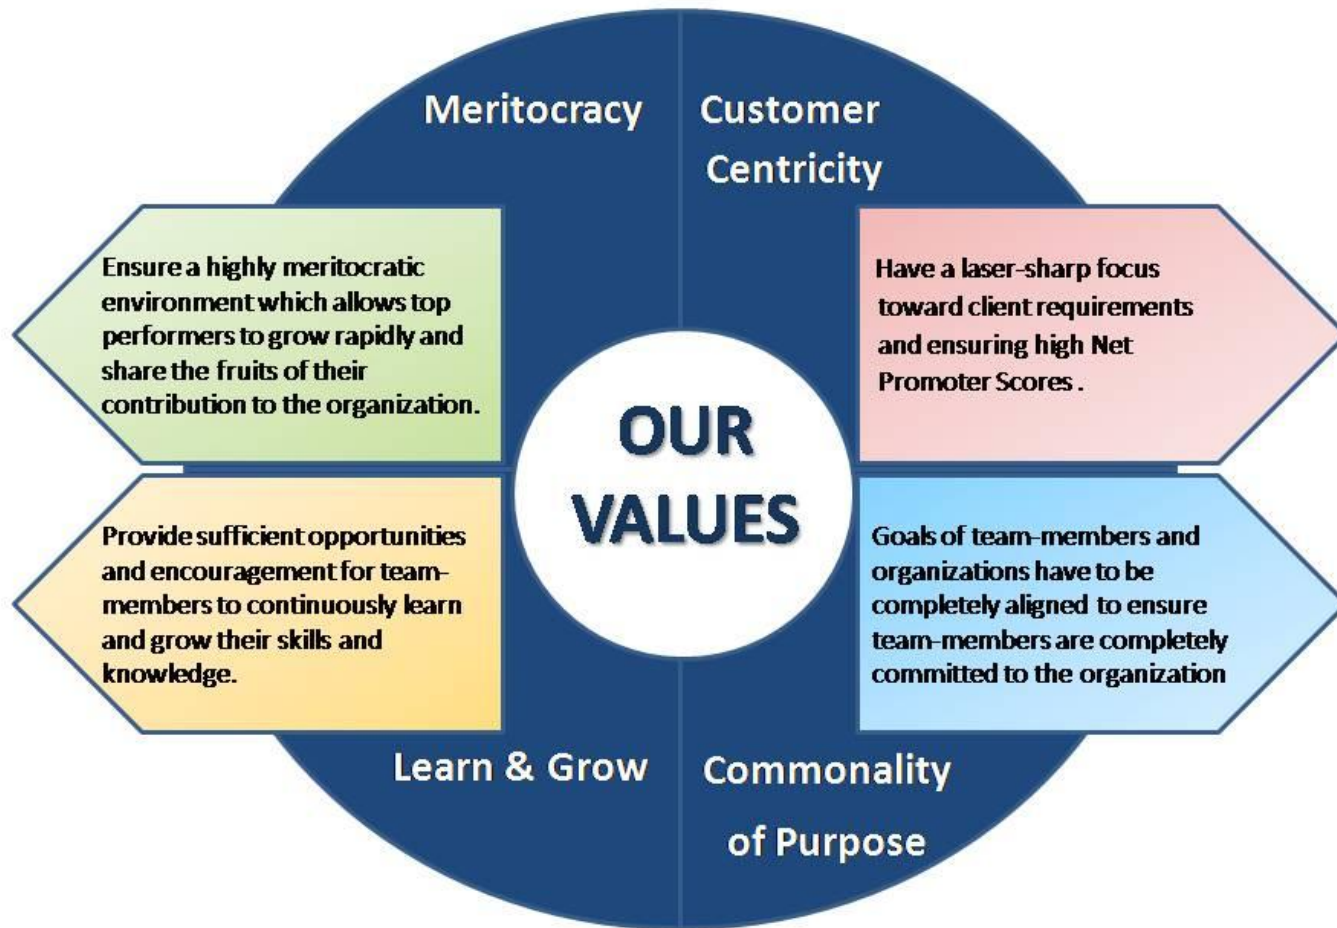 Meritocracy
Customer
Centricity
Ensure a highly meritocratic
environment which allows top
performers to grow rapidly and
share the fruits of their
contribution to the organization.
Have a laser-sharp focus
toward client requirements
and ensuring high Net
Promoter Scores .
OUR
VALUES
Provide sufficient opportunities
and encouragement for team-
members to continuously learn
and grow their skills and
knowledge.
Goals of team-members and
organizations have to be
completely aligned to ensure
team-members are completely
committed to the organization
Learn & Grow
Commonality
of Purpose